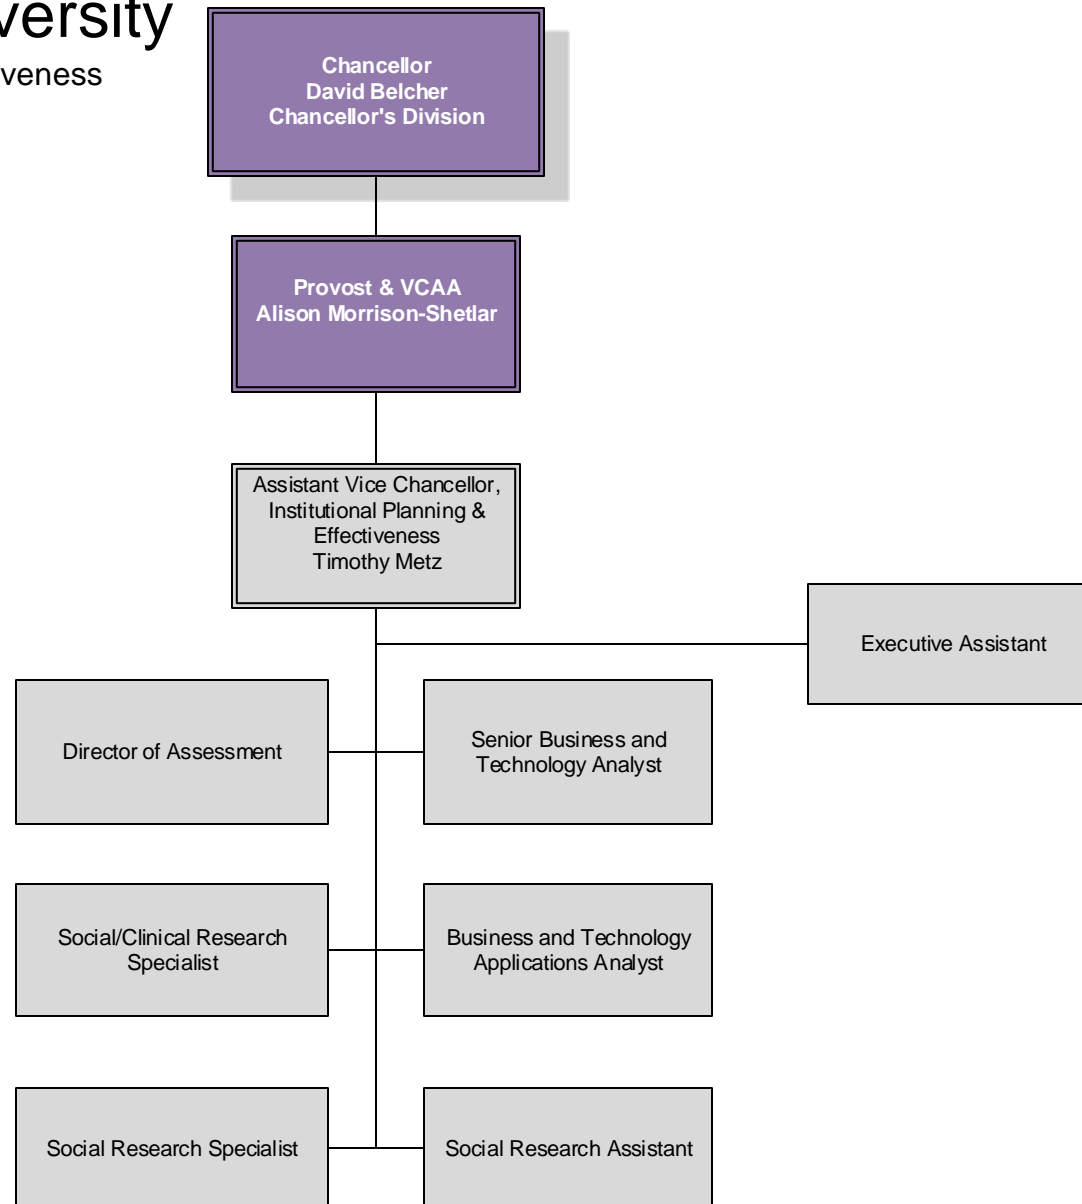 versity
veness
Chancellor
David Belcher
Chancellor's Division
Provost & VCAA
Alison Morrison-Shetlar
Assistant Vice Chancellor,
Institutional Planning &
Effectiveness
Timothy Metz
Executive Assistant
Director of Assessment
Senior Business and
Technology Analyst
Social/Clinical Research
Specialist
Business and Technology
Applications Analyst
Social Research Specialist
Social Research Assistant